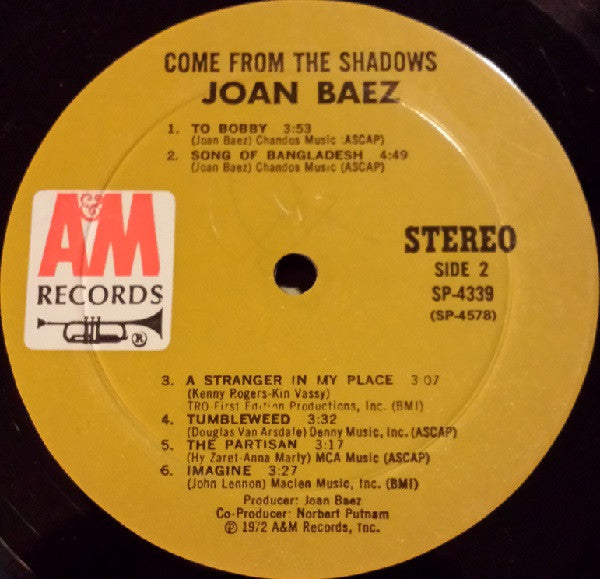 COME FROM THE SHADOWS
JOAN BAEZ
1. TO BOBBY 3:53
(Joan Baez) Chandos Music (ASCAP)
2. SONG OF BANGLADESH 4:49
(Joan Baez) Chandos Music (ASCAP)
A&M
RECORDS
®
STEREO
SIDE 2
SP-4339
(SP-4578)
3. A STRANGER IN MY PLACE 3:07
(Kenny Rogers-Kin Vassy)
TRO-First Edition Productions, Inc. (BMI)
4. TUMBLEWEED 3:32
(Douglas Van Arsdale) Denny Music, Inc. (ASCAP)
5. THE PARTISAN 3:17
(Hy Zaret-Anna Marly) MCA Music (ASCAP)
6. IMAGINE 3:27
(John Lennon) Maclen Music, Inc. (BMI)
Producer: Joan Baez
Co-Producer: Norbert Putnam
℗ 1972 A&M Records, Inc.